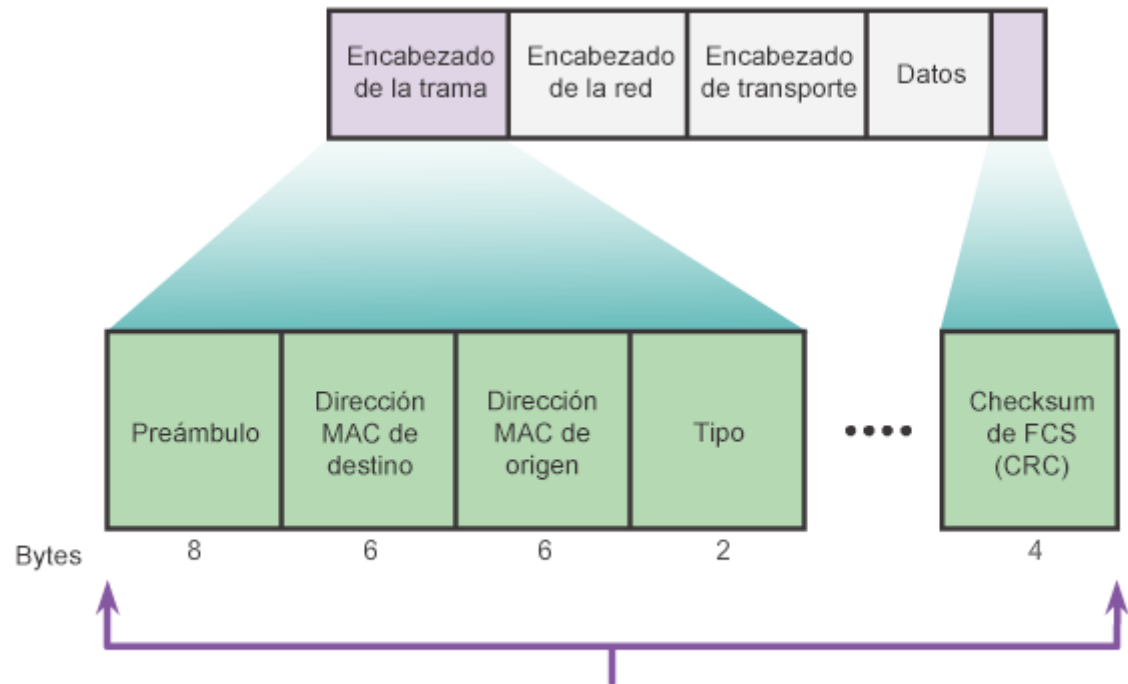 Encabezado
de la trama
Encabezado
de la red
Encabezado
de transporte
Datos
Preámbulo
Dirección
MAC de
destino
Dirección
MAC de
origen
Tipo
Checksum
de FCS
(CRC)
Bytes 8 6 6 2 4